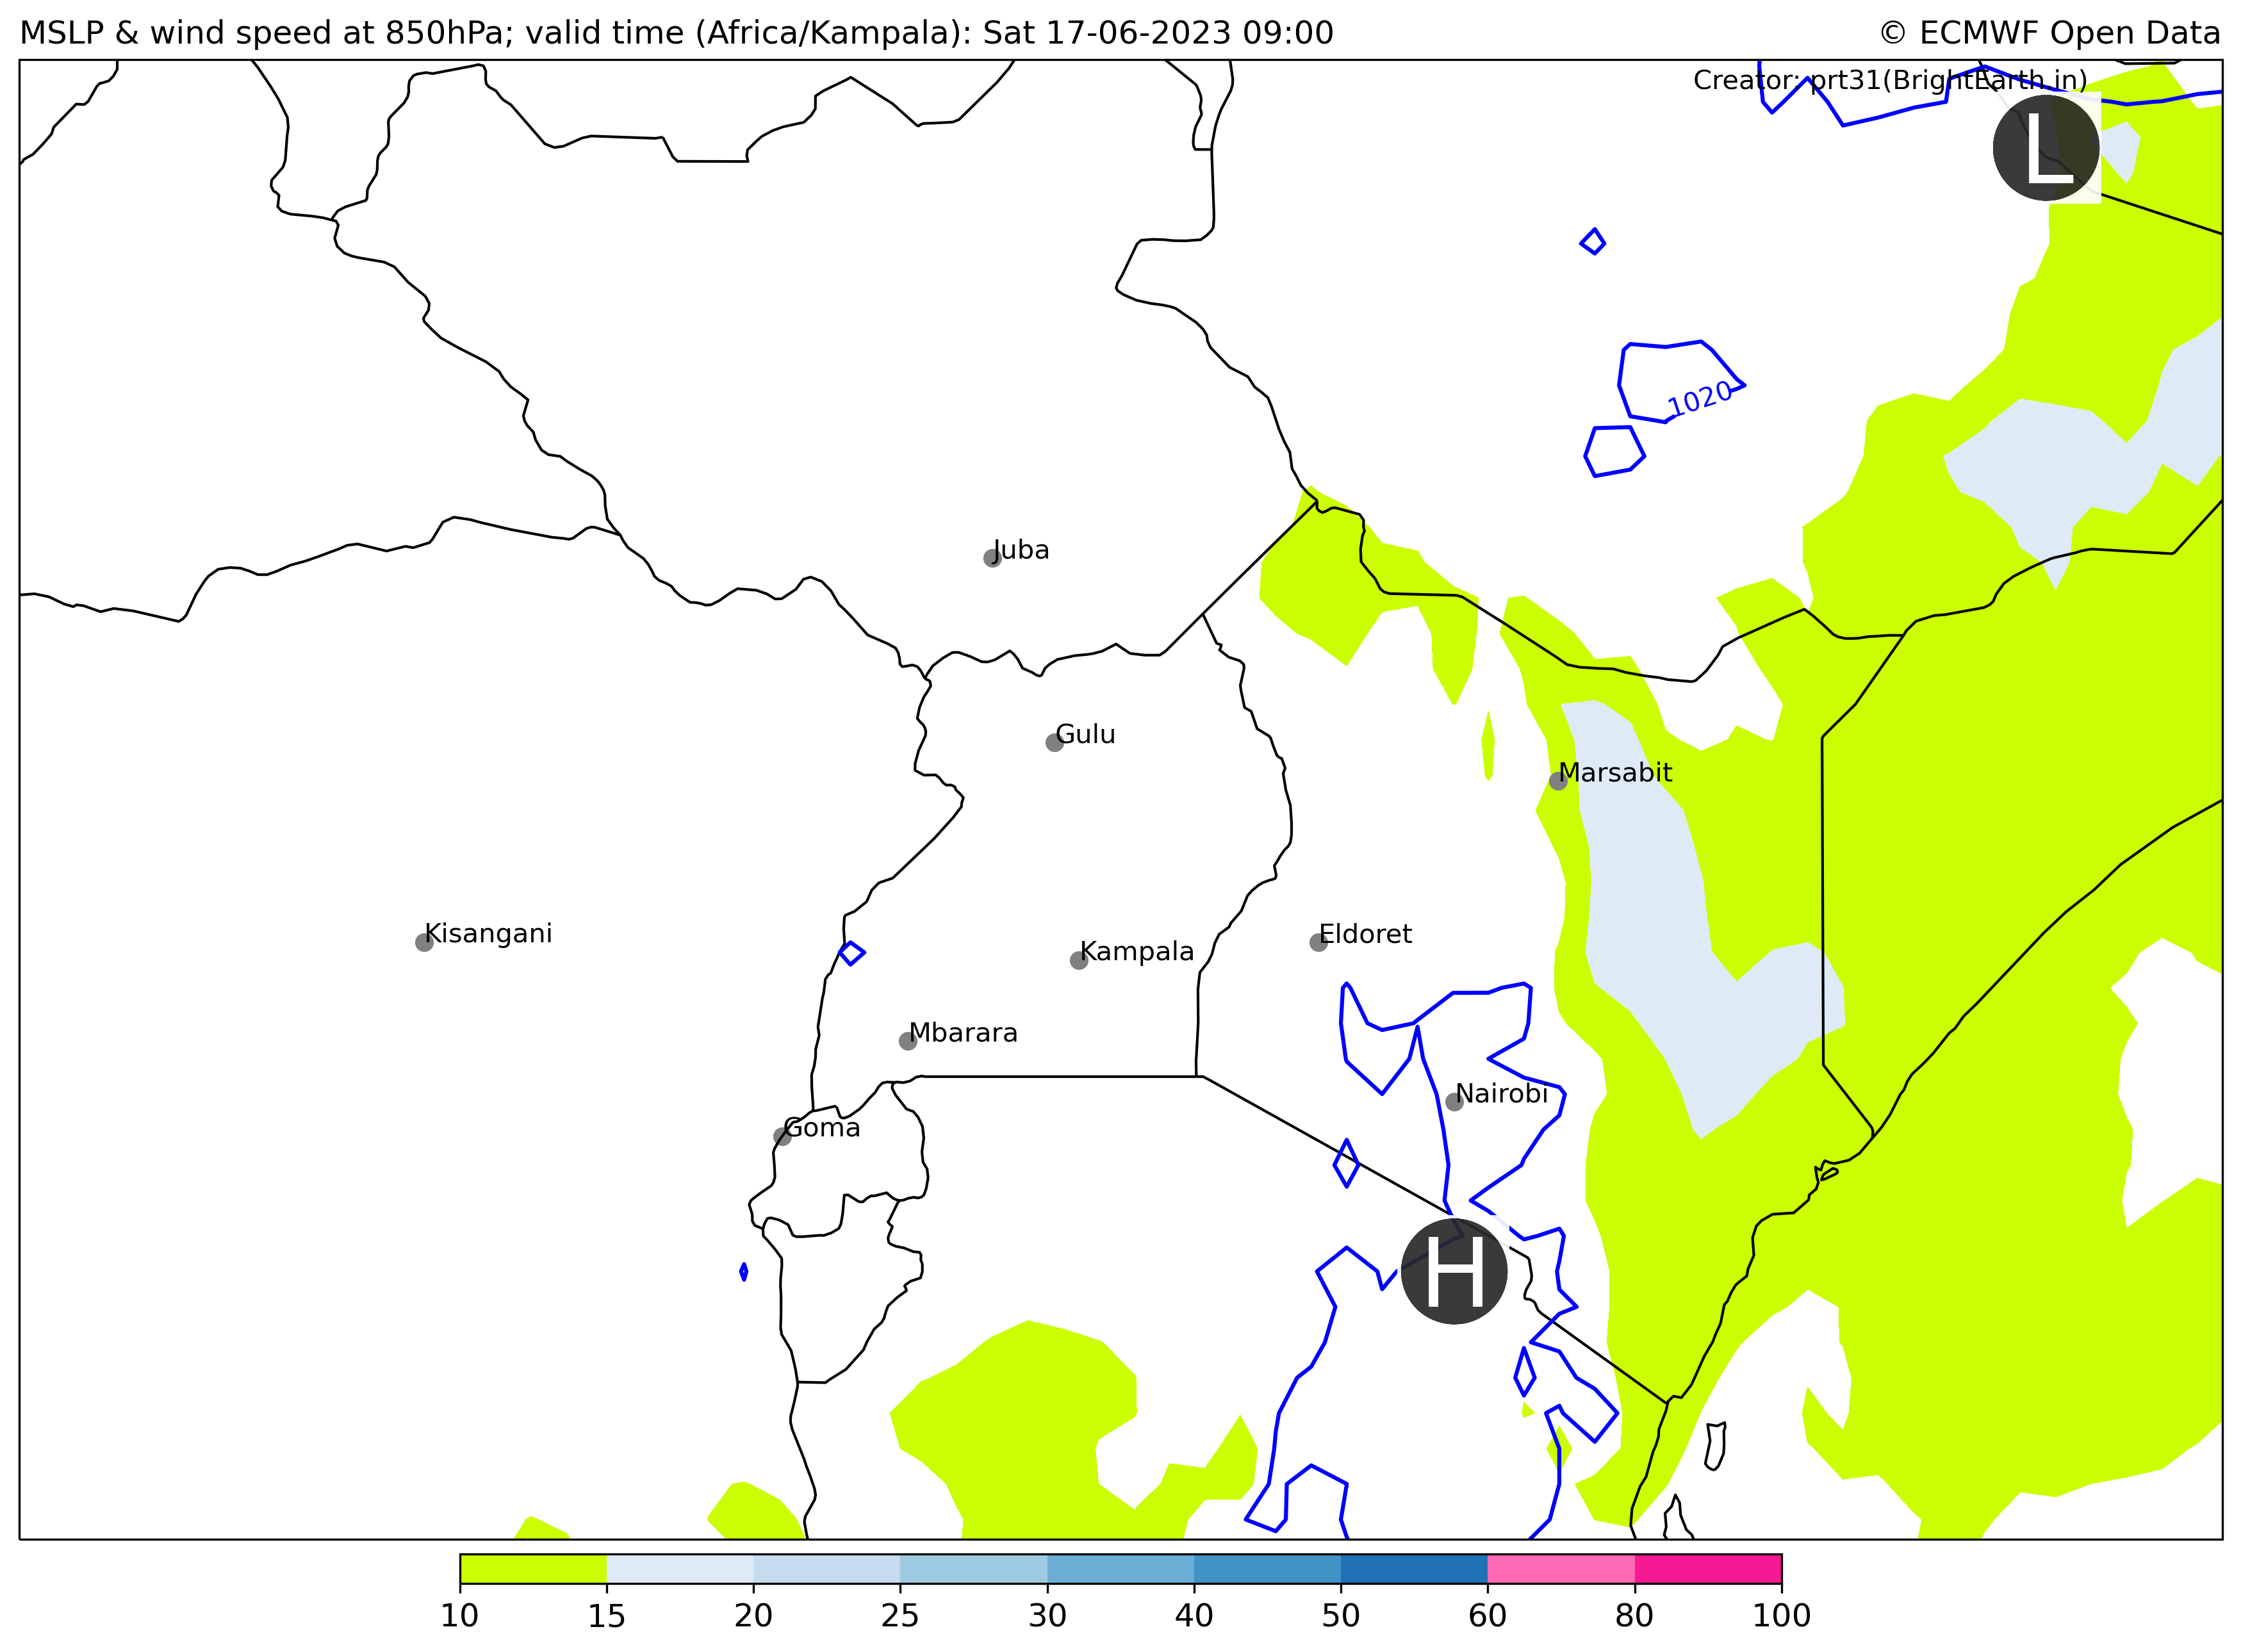 MSLP & wind speed at 850hPa; valid time (Africa/Kampala): Sat 17-06-2023 09:00
© ECMWF Open Data
Creator: prt31(BrightEarth.in)
L
1020
Juba
Gulu
Marsabit
Kisangani
Eldoret
Kampala
Mbarara
Nairobi
Goma
H
10 15 20 25 30 40 50 60 80 100